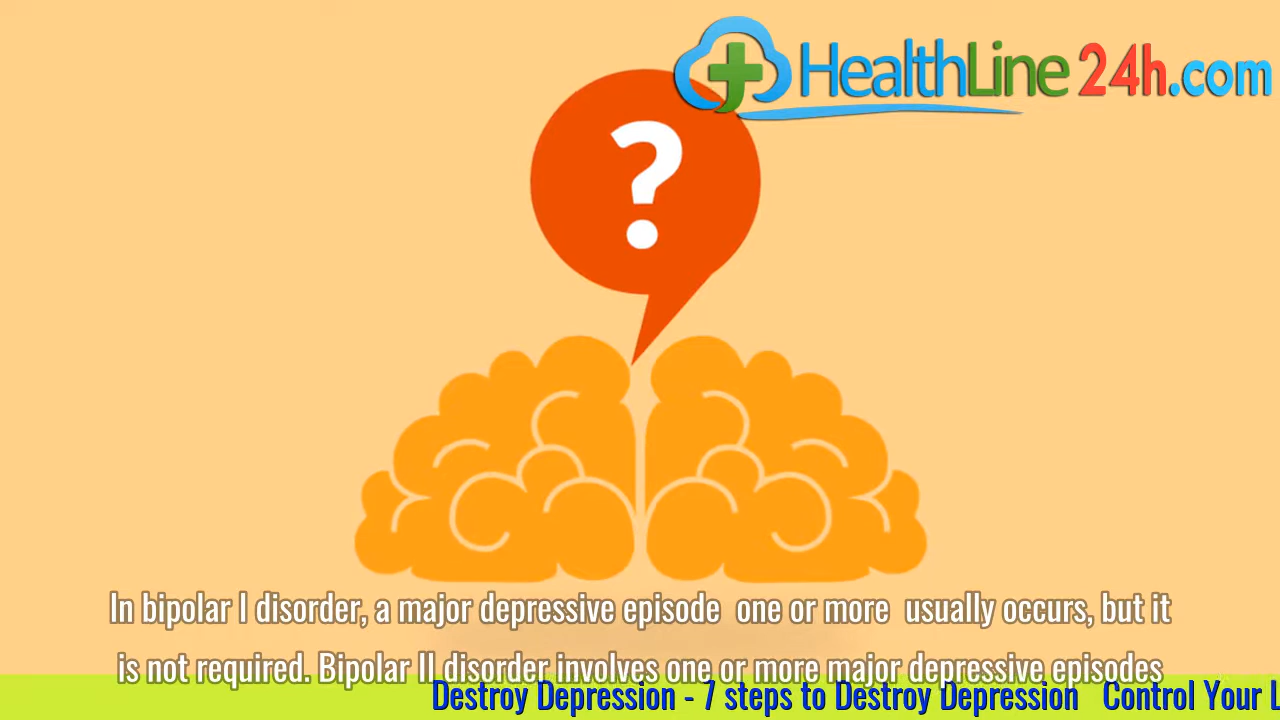 HealthLine24h.com
?
In bipolar I disorder, a major depressive episode one or more usually occurs, but it
is not required. Bipolar II disorder involves one or more major depressive episodes
Destroy Depression - 7 steps to Destroy Depression Control Your L